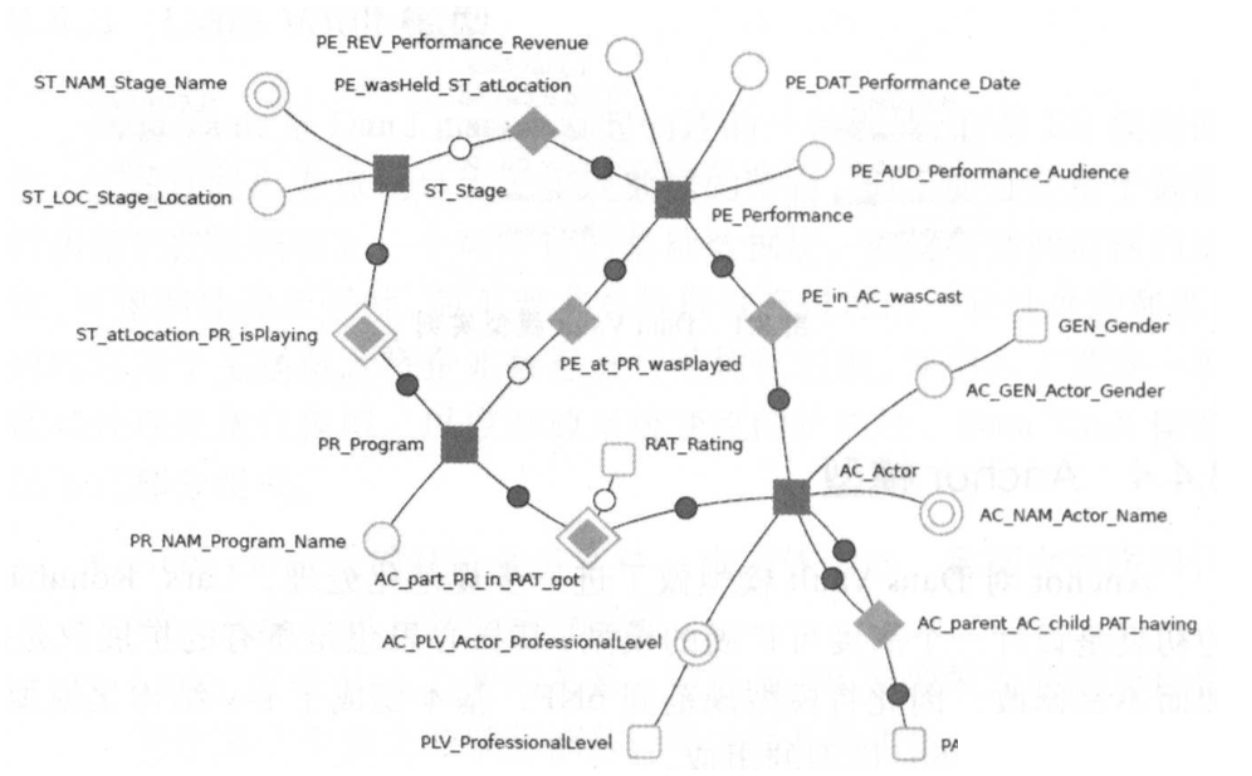 PE_REV_Performance_Revenue
ST_NAM_Stage_Name
PE_wasHeld_ST_atLocation
PE_DAT_Performance_Date
PE_AUD_Performance_Audience
ST_Stage
ST_LOC_Stage_Location
PE_Performance
PE_in_AC_wasCast
GEN_Gender
ST_atLocation_PR_isPlaying
PE_at_PR_wasPlayed
AC_GEN_Actor_Gender
PR_Program
RAT_Rating
AC_Actor
AC_NAM_Actor_Name
PR_NAM_Program_Name
AC_part_PR_in_RAT_got
AC_parent_AC_child_PAT_having
AC_PLV_Actor_ProfessionalLevel
PLV_ProfessionalLevel
PA